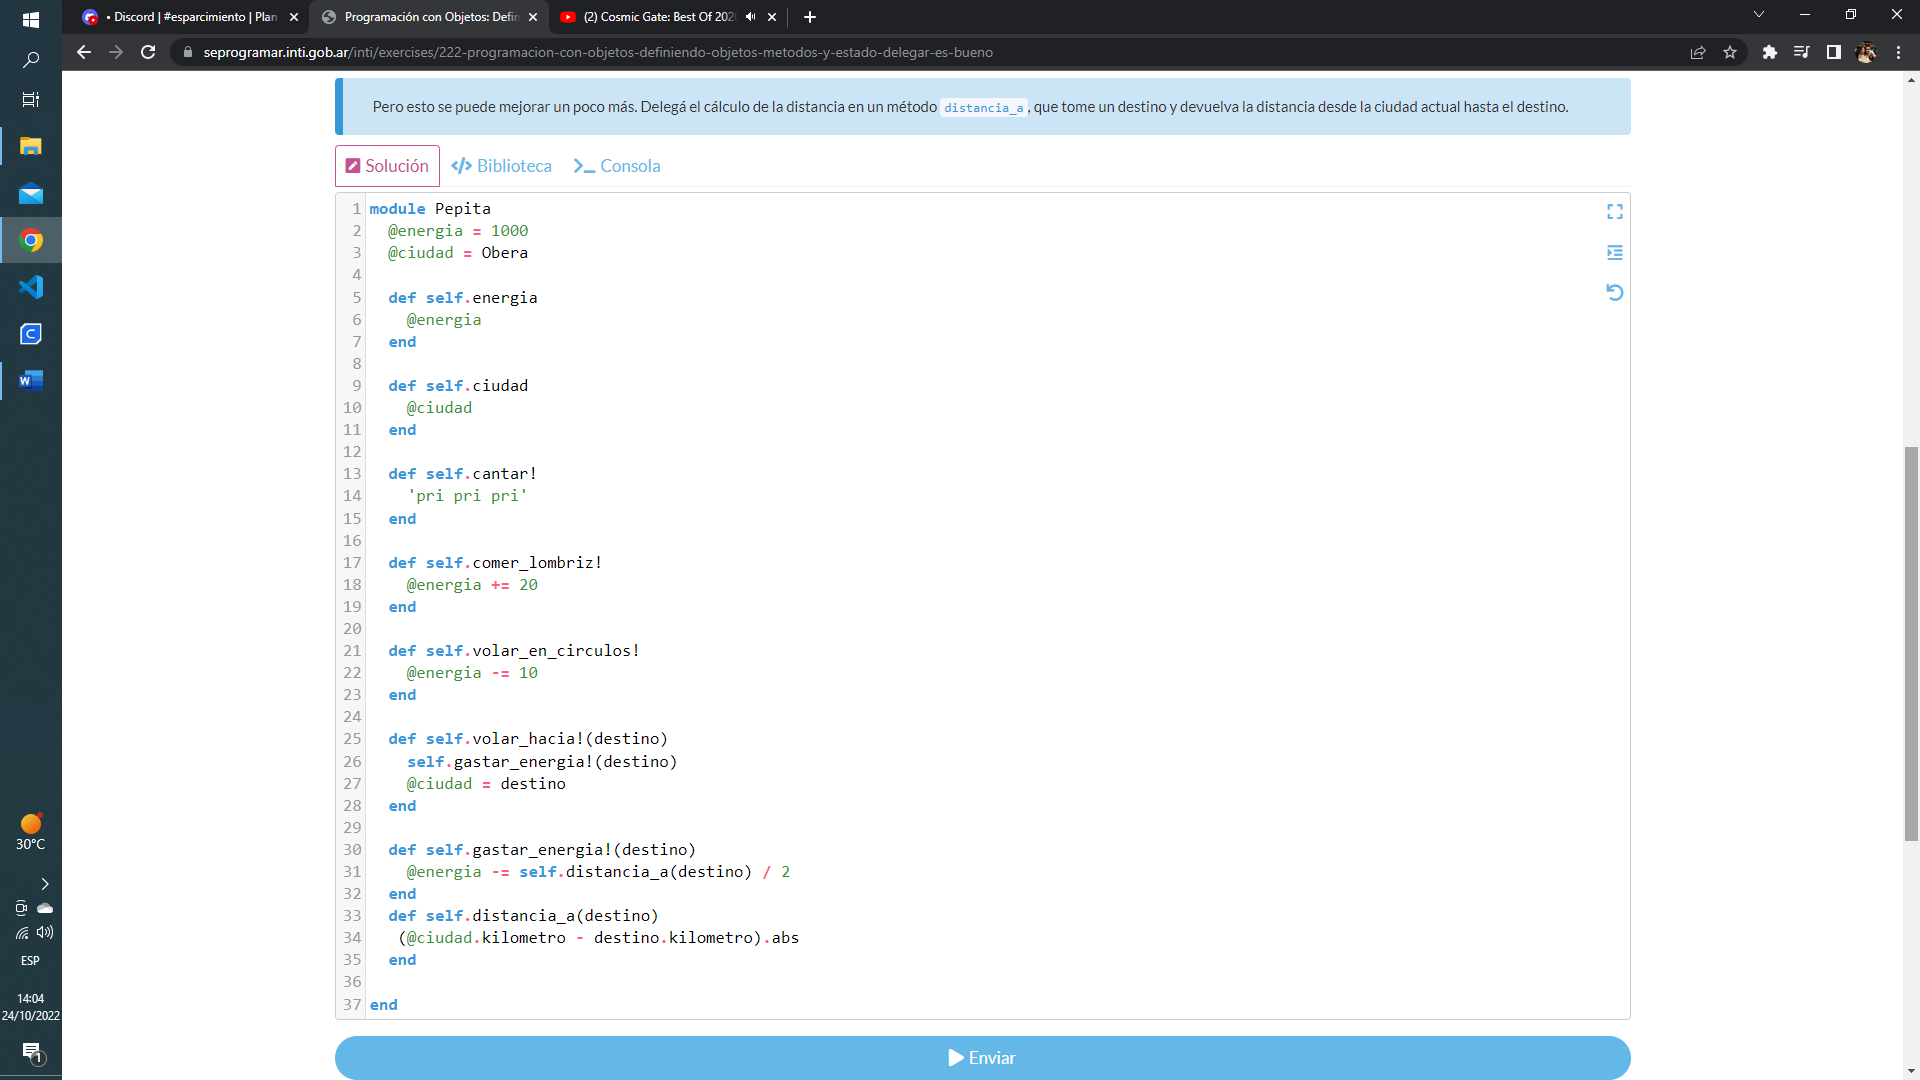 • Discord | #esparcimiento | Plan
Programación con Objetos: Defin
(2) Cosmic Gate: Best Of 202
seprogramar.inti.gob.ar/inti/exercises/222-programacion-con-objetos-definiendo-objetos-metodos-y-estado-delegar-es-bueno
Pero esto se puede mejorar un poco más. Delegá el cálculo de la distancia en un método distancia_a, que tome un destino y devuelva la distancia desde la ciudad actual hasta el destino.
Solución
Biblioteca
Consola
1 module Pepita
2 @energia = 1000
3 @ciudad = Obera
4
5 def self.energia
6 @energia
7 end
8
9 def self.ciudad
10 @ciudad
11 end
12
13 def self.cantar!
14 'pri pri pri'
15 end
16
17 def self.comer_lombriz!
18 @energia += 20
19 end
20
21 def self.volar_en_circulos!
22 @energia -= 10
23 end
24
25 def self.volar_hacia!(destino)
26 self.gastar_energia!(destino)
27 @ciudad = destino
28 end
29
30 def self.gastar_energia!(destino)
31 @energia -= self.distancia_a(destino) / 2
32 end
33 def self.distancia_a(destino)
34 (@ciudad.kilometro - destino.kilometro).abs
35 end
36
37 end
Enviar
30°C
ESP
14:04
24/10/2022
1